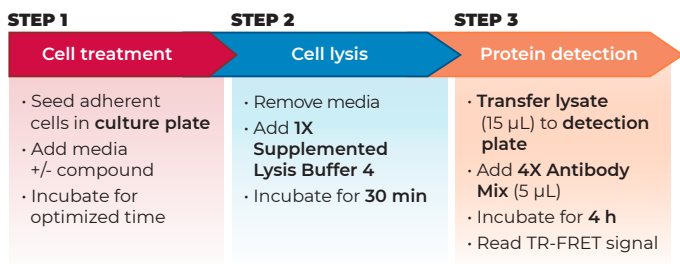 STEP 1
Cell treatment
· Seed adherent
cells in culture plate
· Add media
+/- compound
· Incubate for
optimized time
STEP 2
Cell lysis
· Remove media
· Add 1X
Supplemented
Lysis Buffer 4
· Incubate for 30 min
STEP 3
Protein detection
· Transfer lysate
(15 µL) to detection
plate
· Add 4X Antibody
Mix (5 µL)
· Incubate for 4 h
· Read TR-FRET signal